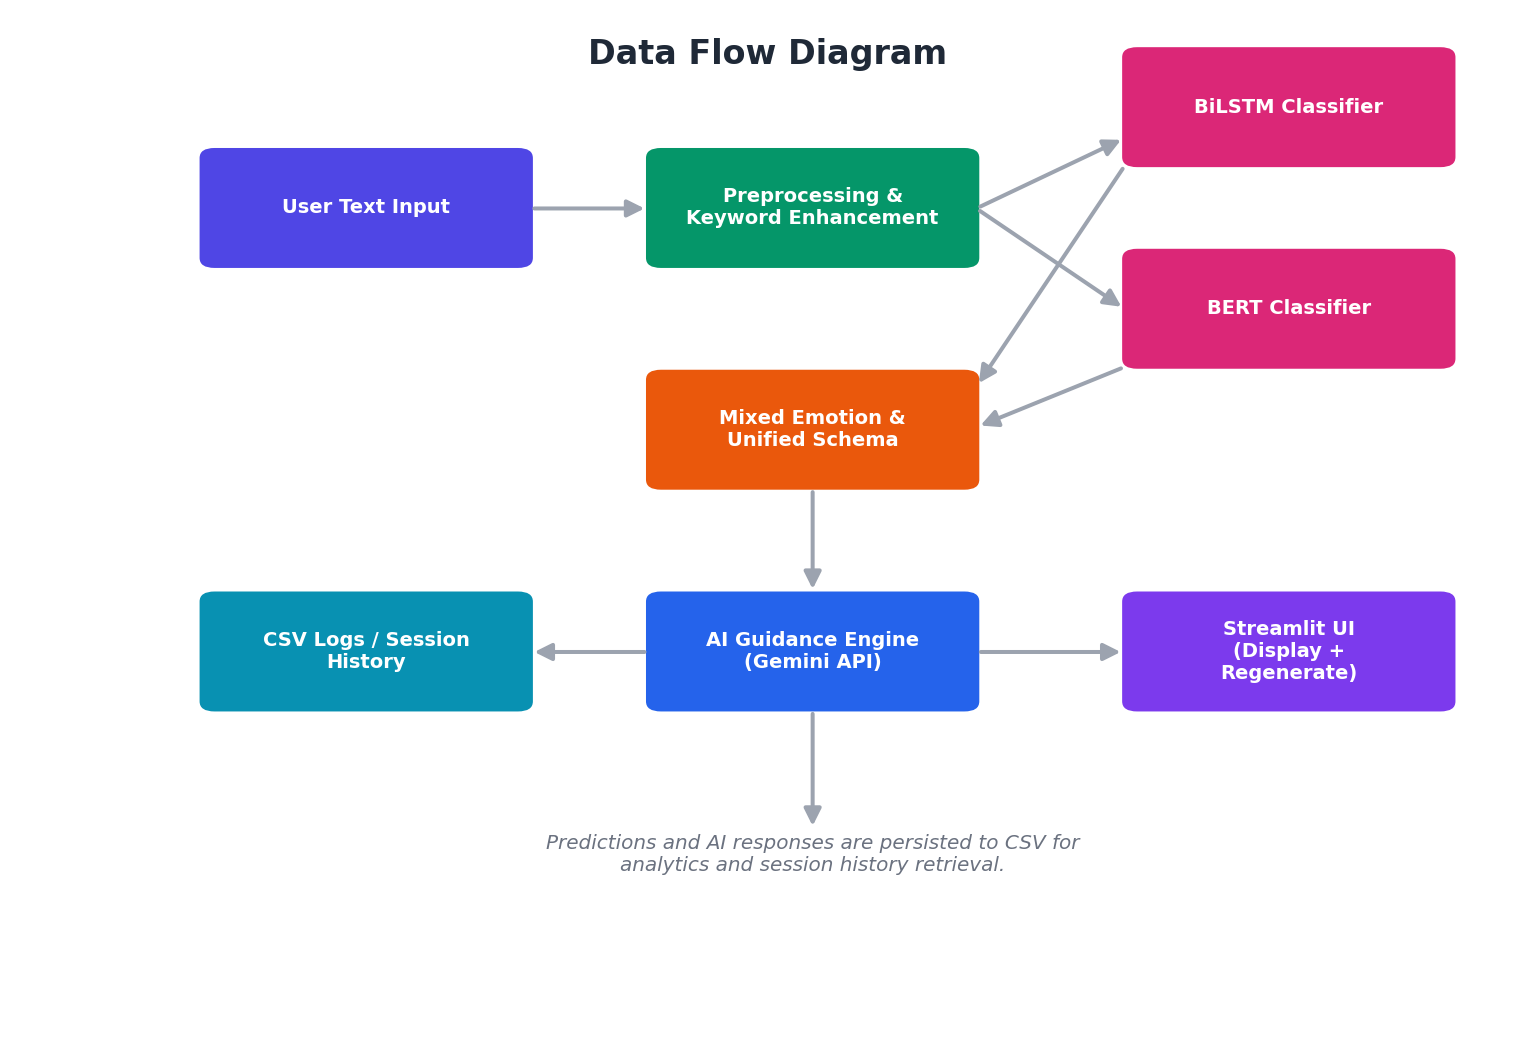 Data Flow Diagram
BiLSTM Classifier
User Text Input
Preprocessing &
Keyword Enhancement
BERT Classifier
Mixed Emotion &
Unified Schema
CSV Logs / Session
History
AI Guidance Engine
(Gemini API)
Streamlit UI
(Display +
Regenerate)
Predictions and AI responses are persisted to CSV for
analytics and session history retrieval.